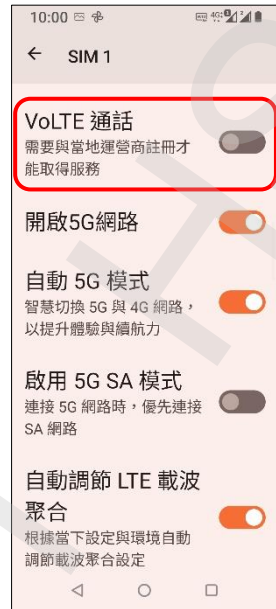 10:00
4G
SIM 1
VoLTE 通話
需要與當地運營商註冊才
能取得服務
開啟5G網路
自動 5G 模式
智慧切換 5G 與 4G 網路，
以提升體驗與續航力
啟用 5G SA 模式
連接 5G 網路時，優先連接
SA 網路
自動調節 LTE 載波
聚合
根據當下設定與環境自動
調節載波聚合設定